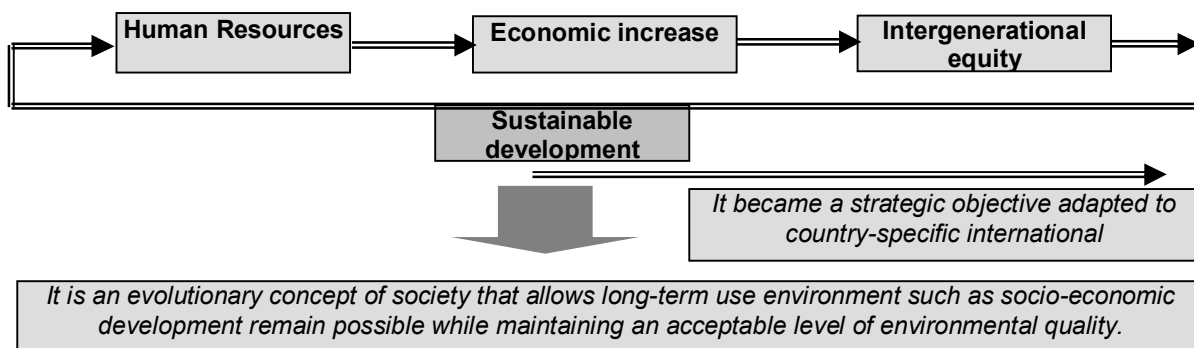 Human Resources
Economic increase
Intergenerational
equity
Sustainable
development
It became a strategic objective adapted to
country-specific international
It is an evolutionary concept of society that allows long-term use environment such as socio-economic
development remain possible while maintaining an acceptable level of environmental quality.